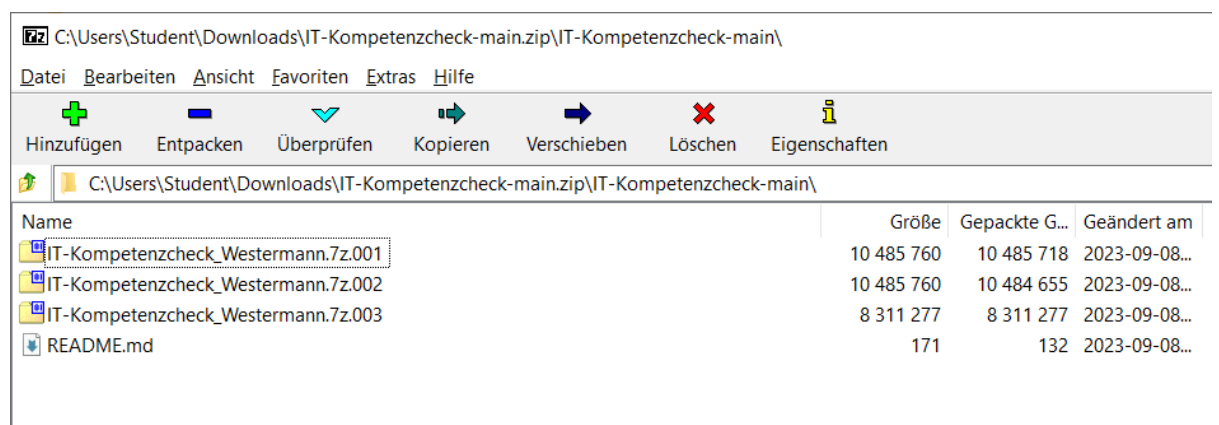 C:\Users\Student\Downloads\IT-Kompetenzcheck-main.zip\IT-Kompetenzcheck-main\
Datei Bearbeiten Ansicht Favoriten Extras Hilfe
Hinzufügen Entpacken Überprüfen Kopieren Verschieben Löschen Eigenschaften
C:\Users\Student\Downloads\IT-Kompetenzcheck-main.zip\IT-Kompetenzcheck-main\
Name Größe Gepackte G... Geändert am
IT-Kompetenzcheck_Westermann.7z.001 10 485 760 10 485 718 2023-09-08...
IT-Kompetenzcheck_Westermann.7z.002 10 485 760 10 484 655 2023-09-08...
IT-Kompetenzcheck_Westermann.7z.003 8 311 277 8 311 277 2023-09-08...
README.md 171 132 2023-09-08...